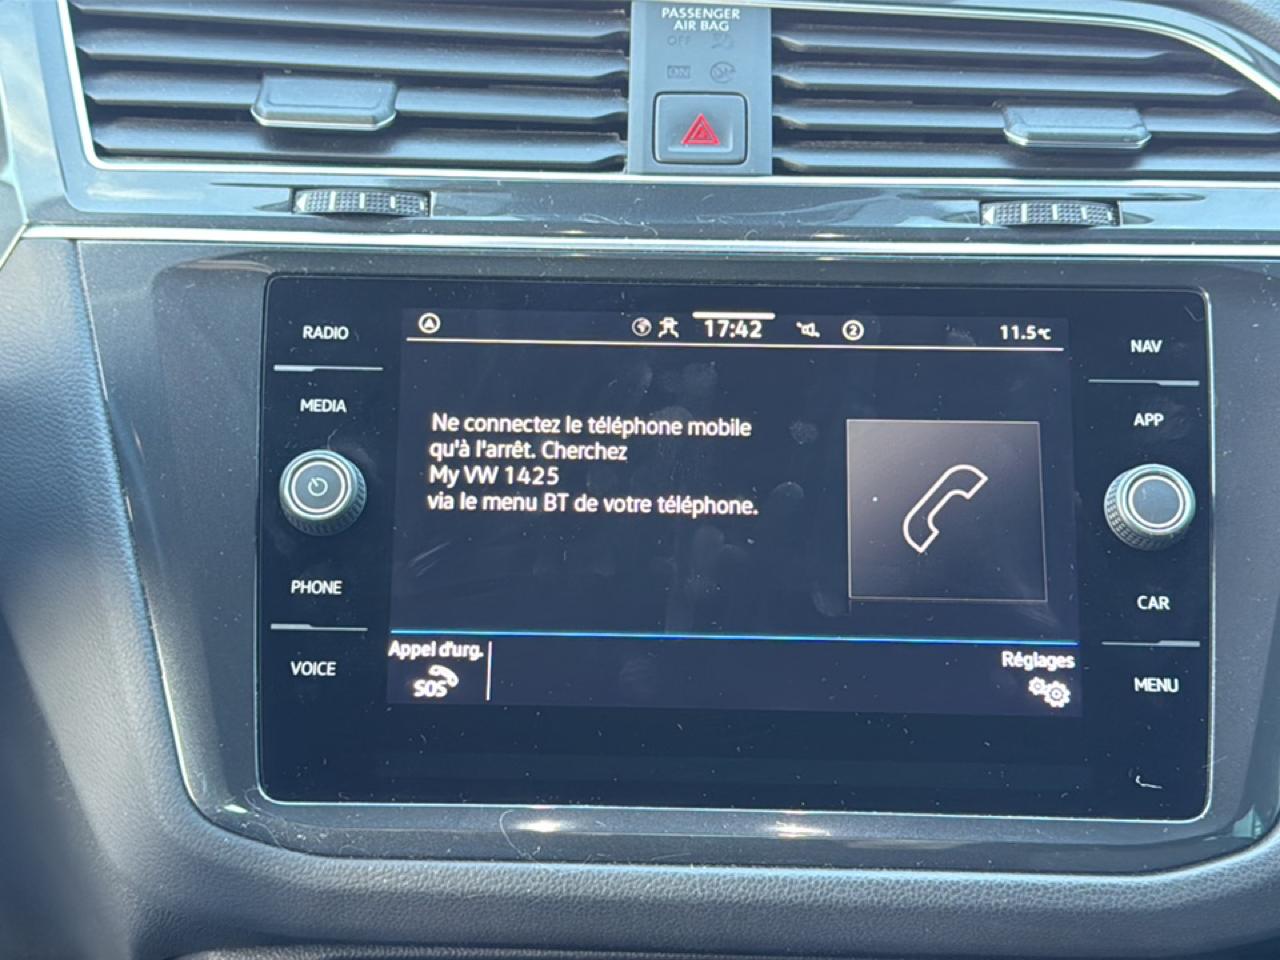 PASSENGER
AIR BAG
OFF
ON
RADIO
MEDIA
PHONE
VOICE
17:42
2
11.5°C
Ne connectez le téléphone mobile
qu'à l'arrêt. Cherchez
My VW 1425
via le menu BT de votre téléphone.
Appel d'urg.
SOS
Réglages
NAV
APP
CAR
MENU